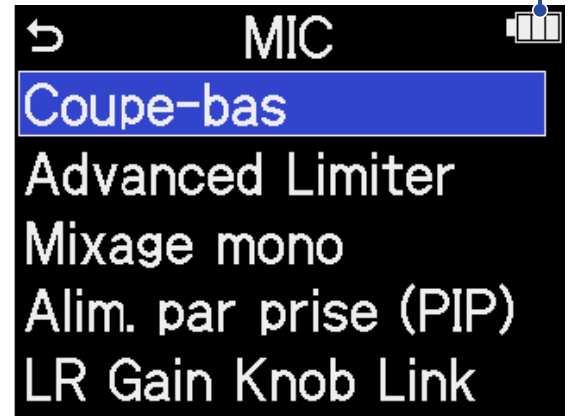 MIC
Coupe-bas
Advanced Limiter
Mixage mono
Alim. par prise (PIP)
LR Gain Knob Link